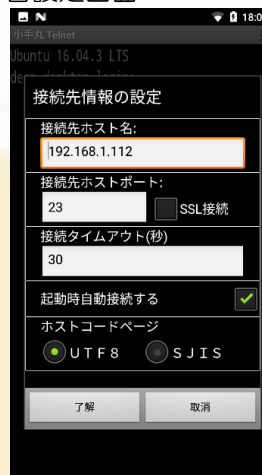 18:0
小手丸 Telnet
Ubuntu 16.04.3 LTS
接続先情報の設定
接続先ホスト名:
192.168.1.112
接続先ホストポート:
23
SSL接続
接続タイムアウト(秒)
30
起動時自動接続する
ホストコードページ
UTF8
SJIS
了解
取消